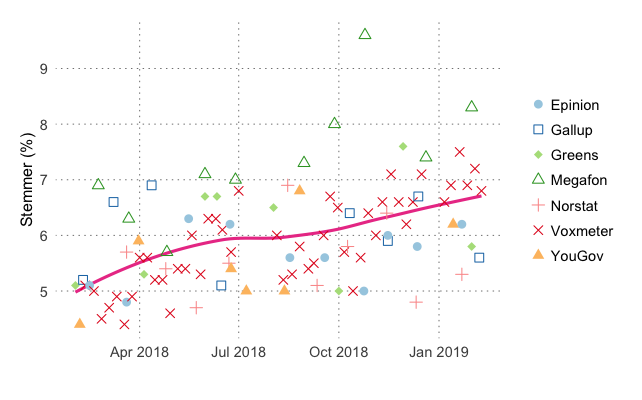 9
8
7
6
5
Stemmer (%)
Apr 2018
Jul 2018
Oct 2018
Jan 2019
Epinion
Gallup
Greens
Megafon
Norstat
Voxmeter
YouGov